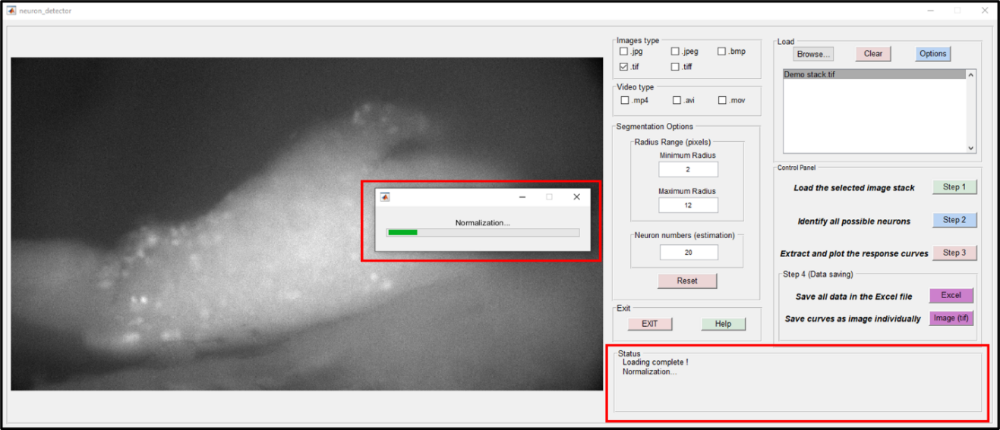 neuron_detector
Images type
.jpg
.jpeg
.bmp
.tif
.tiff
Video type
.mp4
.avi
.mov
Segmentation Options
Radius Range (pixels)
Minimum Radius
2
Maximum Radius
12
Neuron numbers (estimation)
20
Reset
Exit
EXIT
Help
Load
Browse...
Clear
Options
Demo stack.tif
Control Panel
Load the selected image stack
Step 1
Identify all possible neurons
Step 2
Extract and plot the response curves
Step 3
Step 4 (Data saving)
Save all data in the Excel file
Excel
Save curves as image individually
Image (tif)
Normalization...
Status
Loading complete !
Normalization...